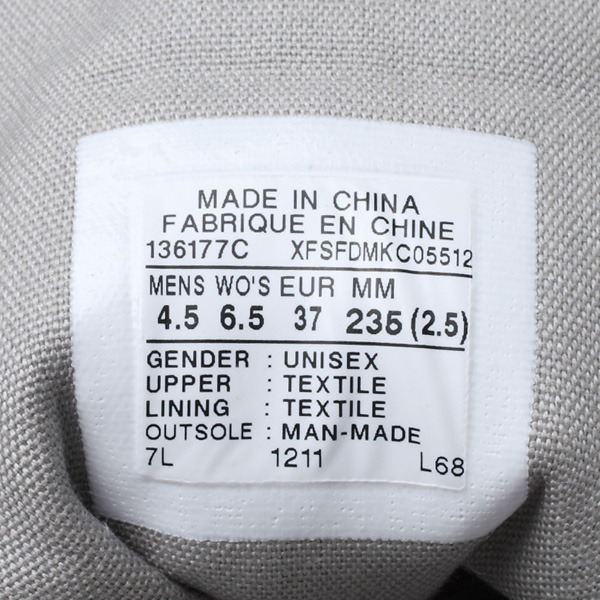 MADE IN CHINA
FABRIQUE EN CHINE
136177C XFSFDMKC05512
MENS WO'S EUR MM
4.5 6.5 37 235 (2.5)
GENDER : UNISEX
UPPER : TEXTILE
LINING : TEXTILE
OUTSOLE : MAN-MADE
7L 1211 L68